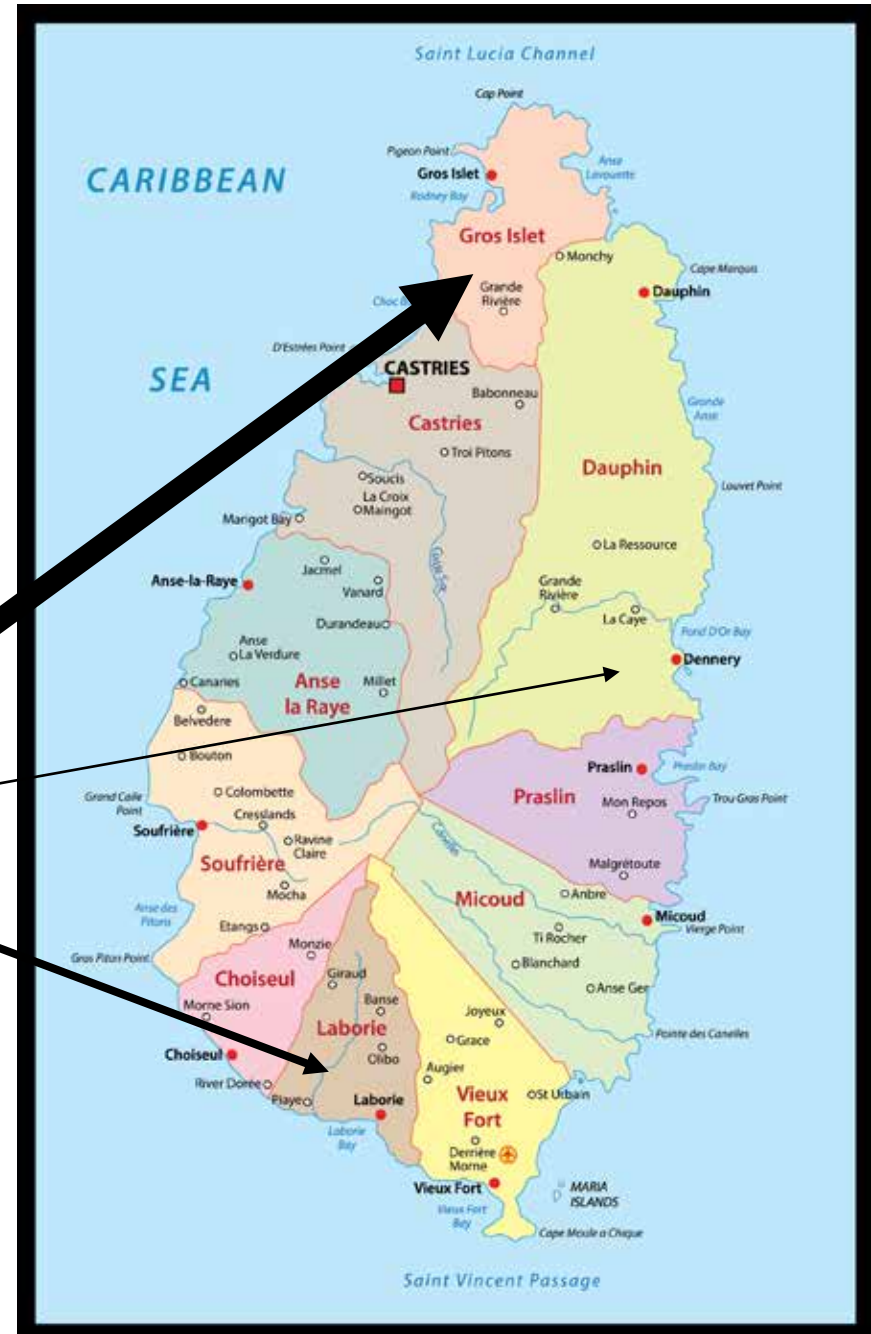 Saint Lucia Channel
Cap Point
Pigeon Point
CARIBBEAN
Gros Islet
Anse
Lavouette
Rodney Bay
Gros Islet
Monchy
Cape Marquis
Grande
Rivière
Dauphin
Choc
D'Estrées Point
SEA
CASTRIES
Babonneau
Grande
Anse
Castries
Troi Pitons
Dauphin
Soucis
Louvet Point
La Croix
Maingot
Marigot Bay
La Ressource
Jacmel
Anse-la-Raye
Vanard
Grande
Rivière
La Caye
Durandeau
Fond D'Or Bay
Anse
La Verdure
Dennery
Canaries
Anse
la Raye
Millet
Belvedere
Bouton
Praslin
Praslin Bay
Colombette
Praslin
Mon Repos
Trou Gras Point
Grand Caille
Point
Cresslands
Soufrière
Ravine
Claire
Canelles
Soufrière
Malgrétoute
Mocha
Anbre
Anse des
Pitons
Micoud
Micoud
Etangs
Vierge Point
Ti Rocher
Monzie
Gros Piton Point
Blanchard
Choiseul
Giraud
Anse Ger
Morne Sion
Banse
Joyeux
Laborie
Pointe des Canelles
Grace
Choiseul
Olibo
Augier
River Dorée
Vieux
Fort
St Urbain
Piaye
Laborie
Laborie
Bay
Derrière
Morne
Vieux Fort
MARIA
ISLANDS
Vieux Fort
Bay
Cape Moule a Chique
Saint Vincent Passage